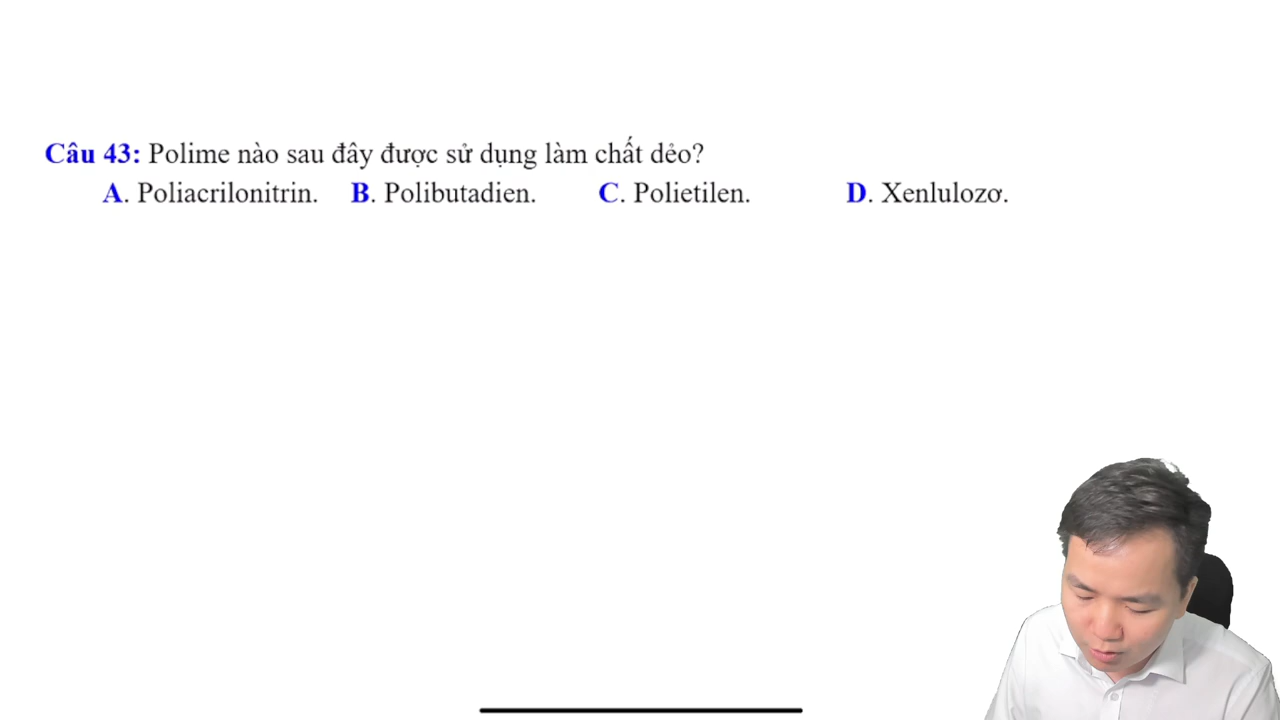 Câu 43: Polime nào sau đây được sử dụng làm chất dẻo?
A. Poliacrilonitrin. B. Polibutadien. C. Polietilen. D. Xenlulozơ.